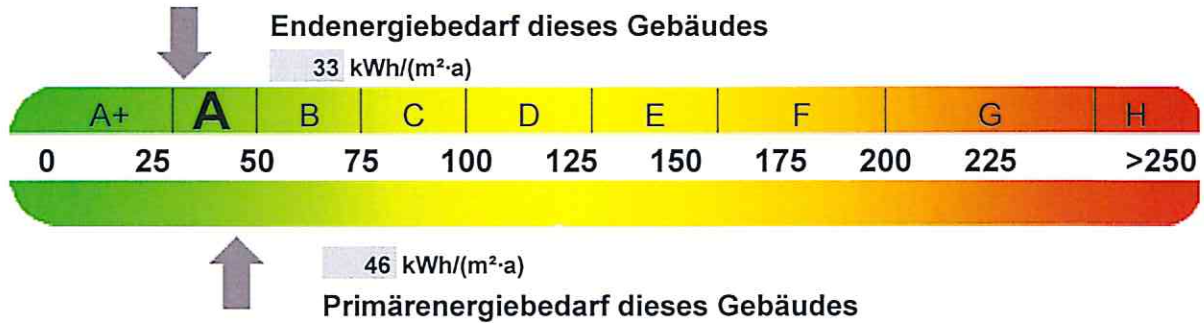 Endenergiebedarf dieses Gebäudes
33 kWh/(m²·a)
A+ A B C D E F G H
0 25 50 75 100 125 150 175 200 225 >250
46 kWh/(m²·a)
Primärenergiebedarf dieses Gebäudes